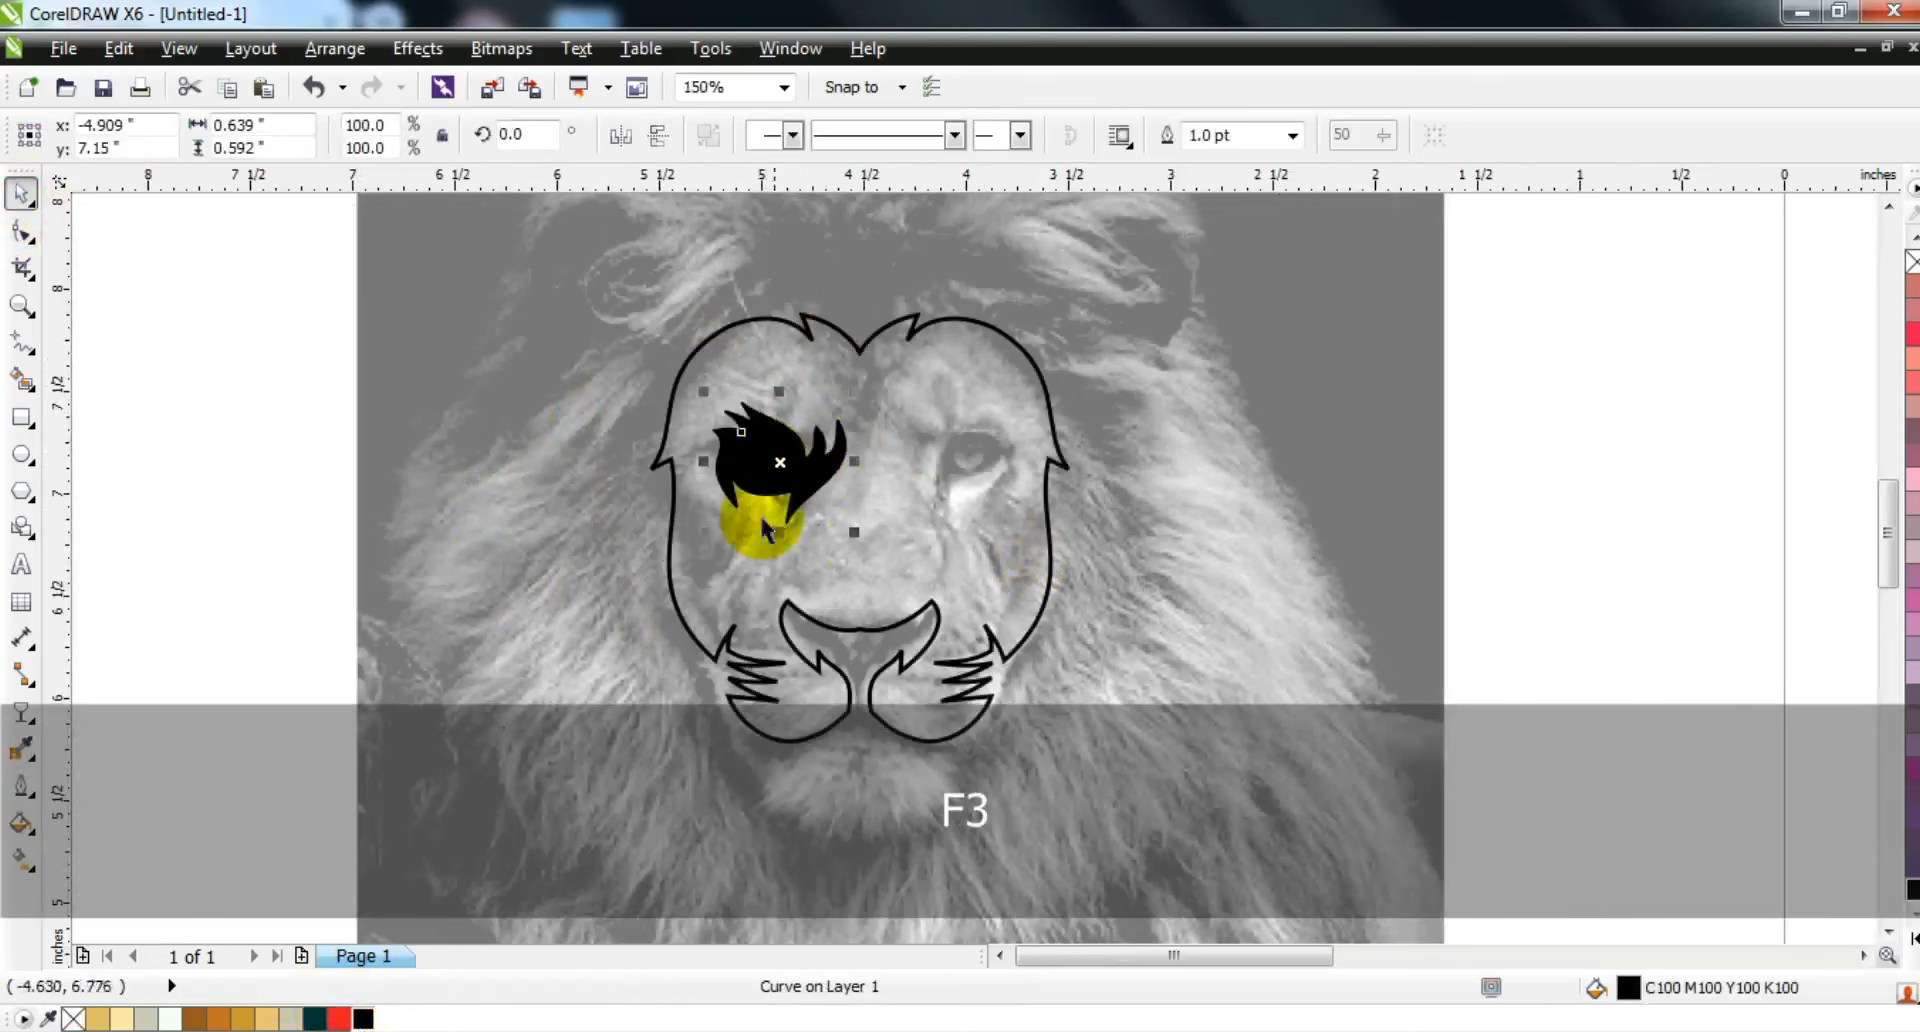 CorelDRAW X6 - [Untitled-1]
File Edit View Layout Arrange Effects Bitmaps Text Table Tools Window Help
150% Snap to
x: -4.909 " 0.639 " 100.0 % 0.0 ° 1.0 pt 50
y: 7.15 " 0.592 " 100.0 %
8 7 1/2 7 6 1/2 6 5 1/2 5 4 1/2 4 3 1/2 3 2 1/2 2 1 1/2 1 1/2 0 inches
8
8
7 1/2
7
6 1/2
6
5 1/2
5
inches
F3
1 of 1 Page 1
( -4.630, 6.776 ) Curve on Layer 1 C100 M100 Y100 K100